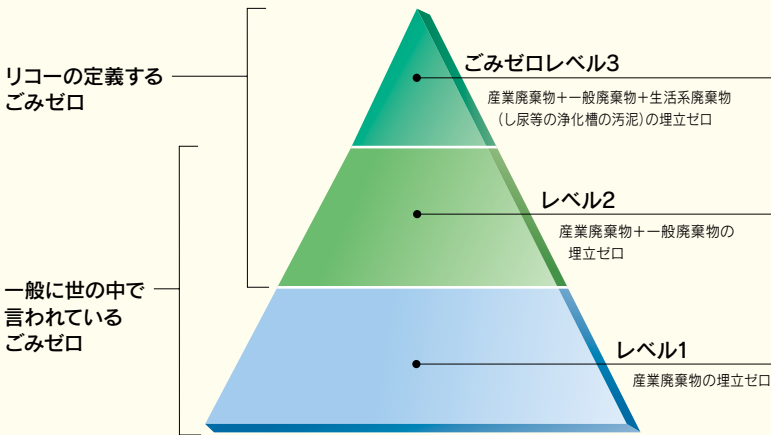 リコーの定義する
ごみゼロ
ごみゼロレベル3
産業廃棄物＋一般廃棄物＋生活系廃棄物
（し尿等の浄化槽の汚泥）の埋立ゼロ
レベル2
産業廃棄物＋一般廃棄物の
埋立ゼロ
一般に世の中で
言われている
ごみゼロ
レベル1
産業廃棄物の埋立ゼロ